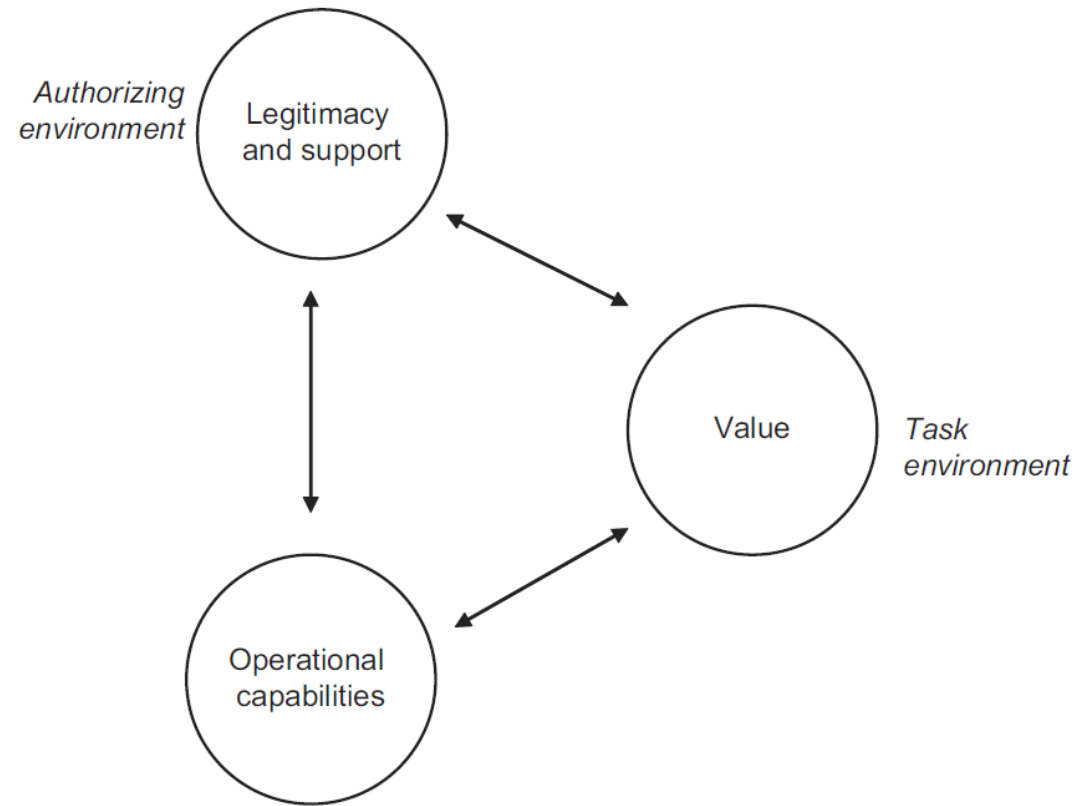 Authorizing
environment
Legitimacy
and support
Value
Task
environment
Operational
capabilities